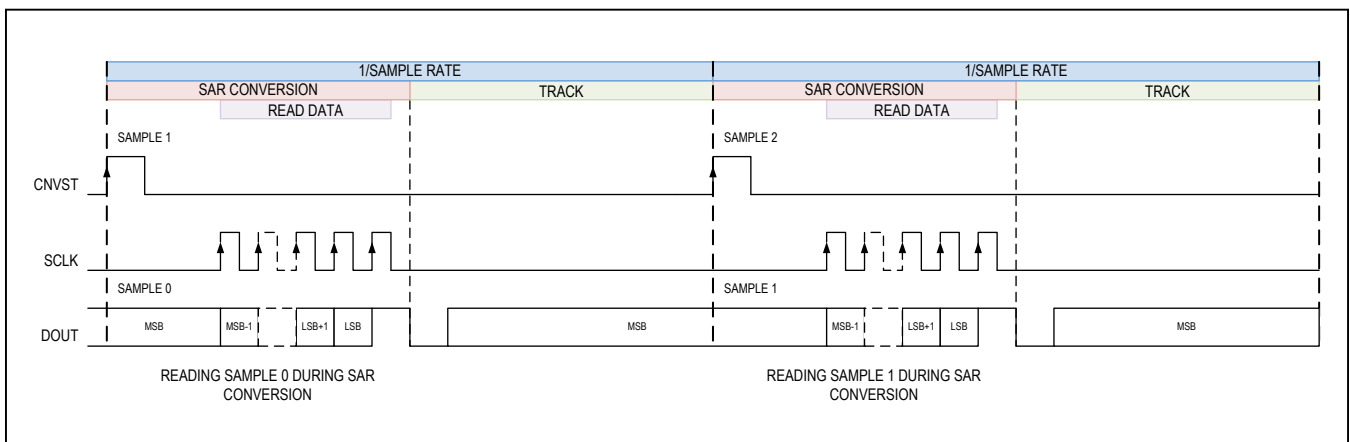 1/SAMPLE RATE 1/SAMPLE RATE
SAR CONVERSION TRACK SAR CONVERSION TRACK
READ DATA READ DATA
SAMPLE 1 SAMPLE 2
CNVST
SCLK
SAMPLE 0 SAMPLE 1
DOUT MSB MSB-1 LSB+1 LSB MSB MSB-1 LSB+1 LSB MSB
READING SAMPLE 0 DURING SAR READING SAMPLE 1 DURING SAR
CONVERSION CONVERSION